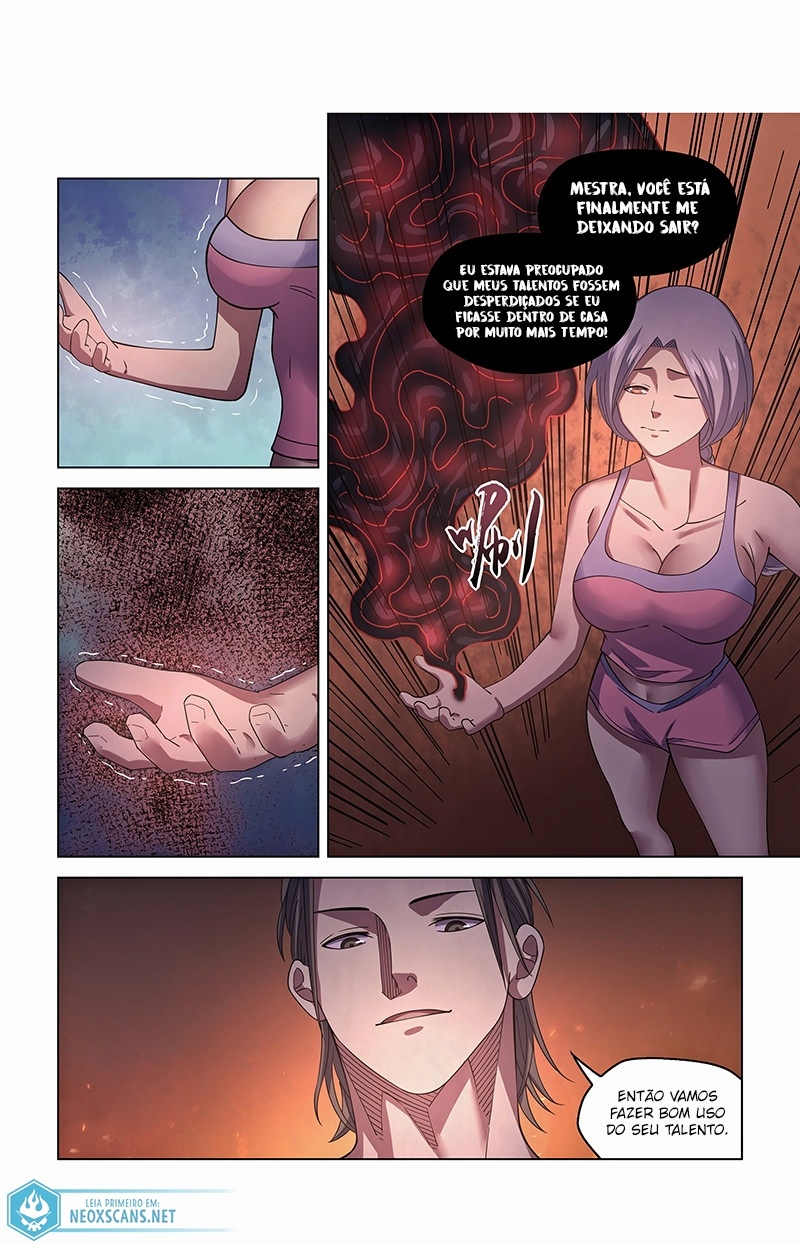 MESTRA, VOCÊ ESTÁ
FINALMENTE ME
DEIXANDO SAIR?
EU ESTAVA PREOCUPADO
QUE MEUS TALENTOS FOSSEM
DESPERDIÇADOS SE EU
FICASSE DENTRO DE CASA
POR MUITO MAIS TEMPO!
ENTÃO VAMOS
FAZER BOM USO
DO SEU TALENTO.
LEIA PRIMEIRO EM:
NEOXSCANS.NET